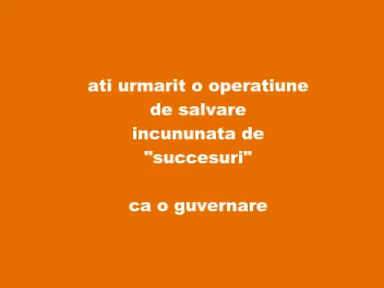 ati urmarit o operatiune
de salvare
incununata de
"succesuri"
ca o guvernare